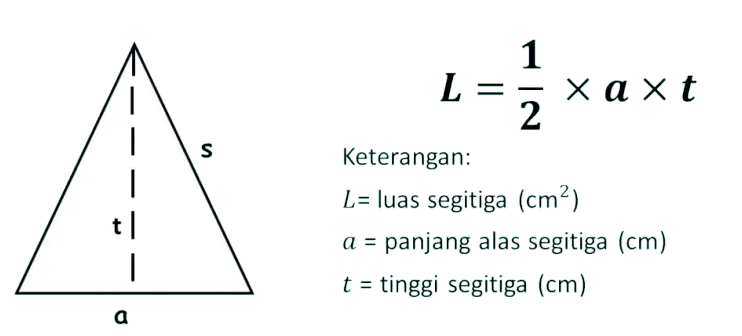 s
t
a
L = 1/2 × a × t
Keterangan:
L= luas segitiga (cm²)
a = panjang alas segitiga (cm)
t = tinggi segitiga (cm)